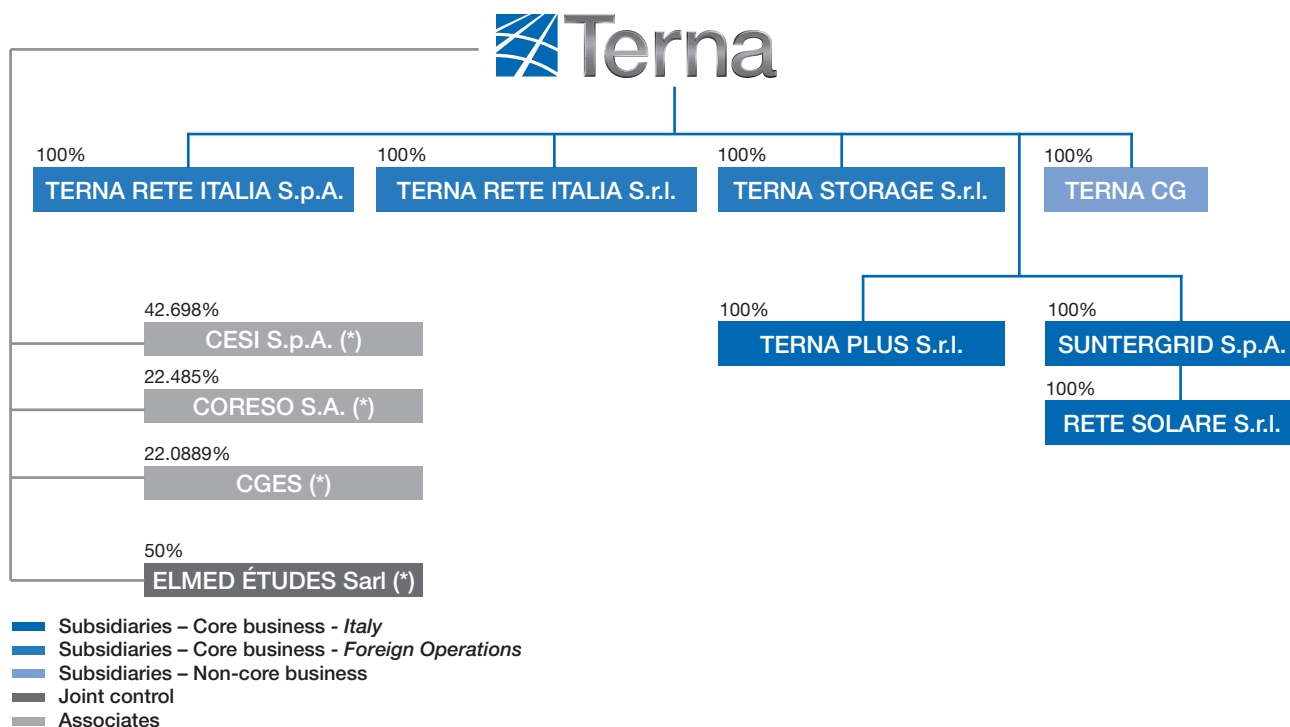 Terna
100%
TERNA RETE ITALIA S.p.A.
100%
TERNA RETE ITALIA S.r.l.
100%
TERNA STORAGE S.r.l.
100%
TERNA CG
42.698%
CESI S.p.A. (*)
22.485%
CORESO S.A. (*)
22.0889%
CGES (*)
50%
ELMED ÉTUDES Sarl (*)
100%
TERNA PLUS S.r.l.
100%
SUNTERGRID S.p.A.
100%
RETE SOLARE S.r.l.
Subsidiaries – Core business - Italy
Subsidiaries – Core business - Foreign Operations
Subsidiaries – Non-core business
Joint control
Associates